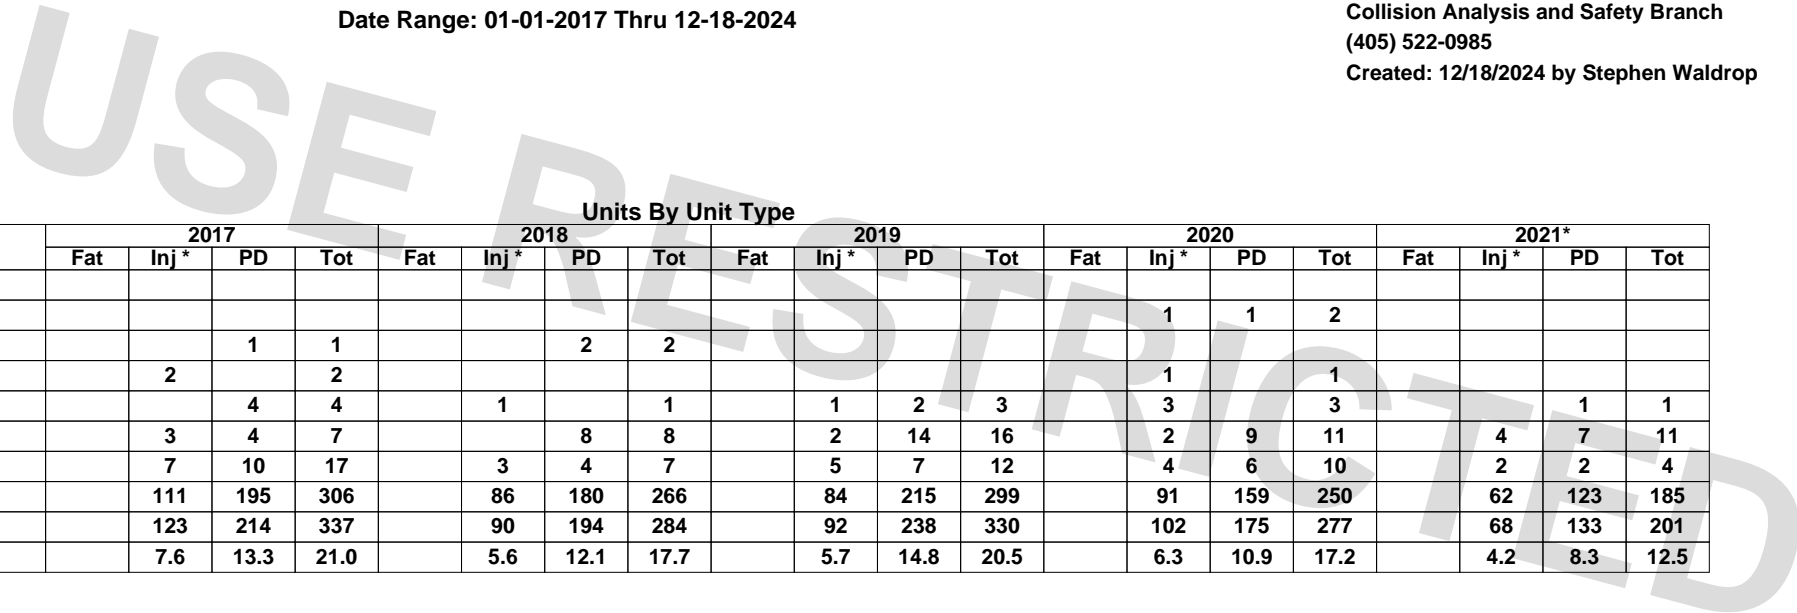 Date Range: 01-01-2017 Thru 12-18-2024
Collision Analysis and Safety Branch
(405) 522-0985
Created: 12/18/2024 by Stephen Waldrop
USE RESTRICTED
Units By Unit Type
2017 2018 2019 2020 2021*
Fat Inj * PD Tot Fat Inj * PD Tot Fat Inj * PD Tot Fat Inj * PD Tot Fat Inj * PD Tot
1 1 2
1 1 2 2
2 2 1 1
4 4 1 1 1 2 3 3 3 1 1
3 4 7 8 8 2 14 16 2 9 11 4 7 11
7 10 17 3 4 7 5 7 12 4 6 10 2 2 4
111 195 306 86 180 266 84 215 299 91 159 250 62 123 185
123 214 337 90 194 284 92 238 330 102 175 277 68 133 201
7.6 13.3 21.0 5.6 12.1 17.7 5.7 14.8 20.5 6.3 10.9 17.2 4.2 8.3 12.5